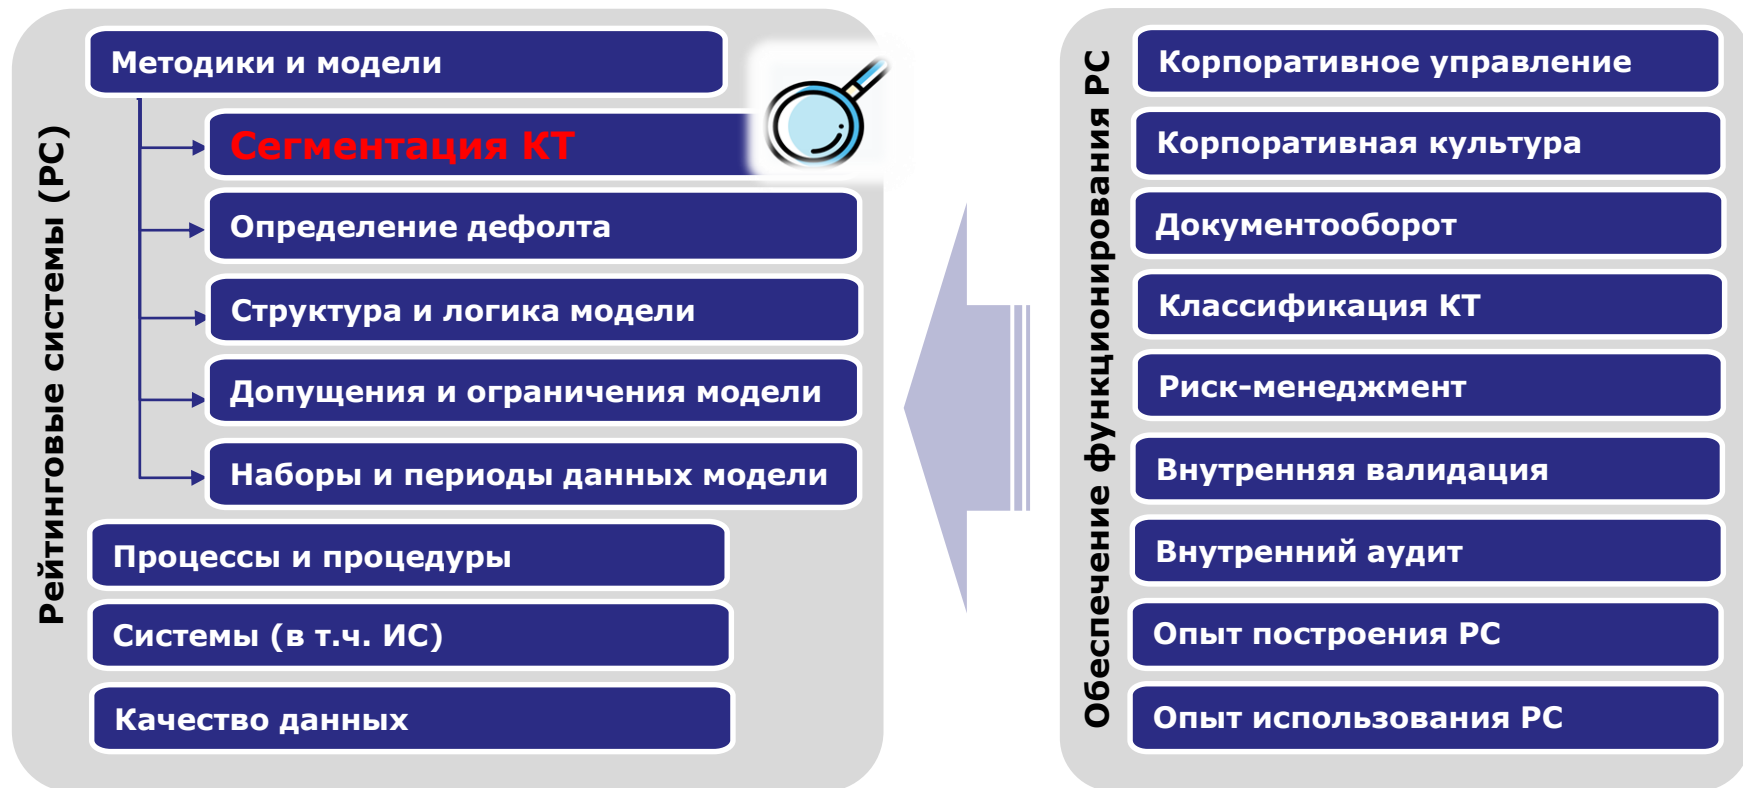 Рейтинговые системы (РС)
Методики и модели
Сегментация КТ
Определение дефолта
Структура и логика модели
Допущения и ограничения модели
Наборы и периоды данных модели
Процессы и процедуры
Системы (в т.ч. ИС)
Качество данных
Обеспечение функционирования РС
Корпоративное управление
Корпоративная культура
Документооборот
Классификация КТ
Риск-менеджмент
Внутренняя валидация
Внутренний аудит
Опыт построения РС
Опыт использования РС